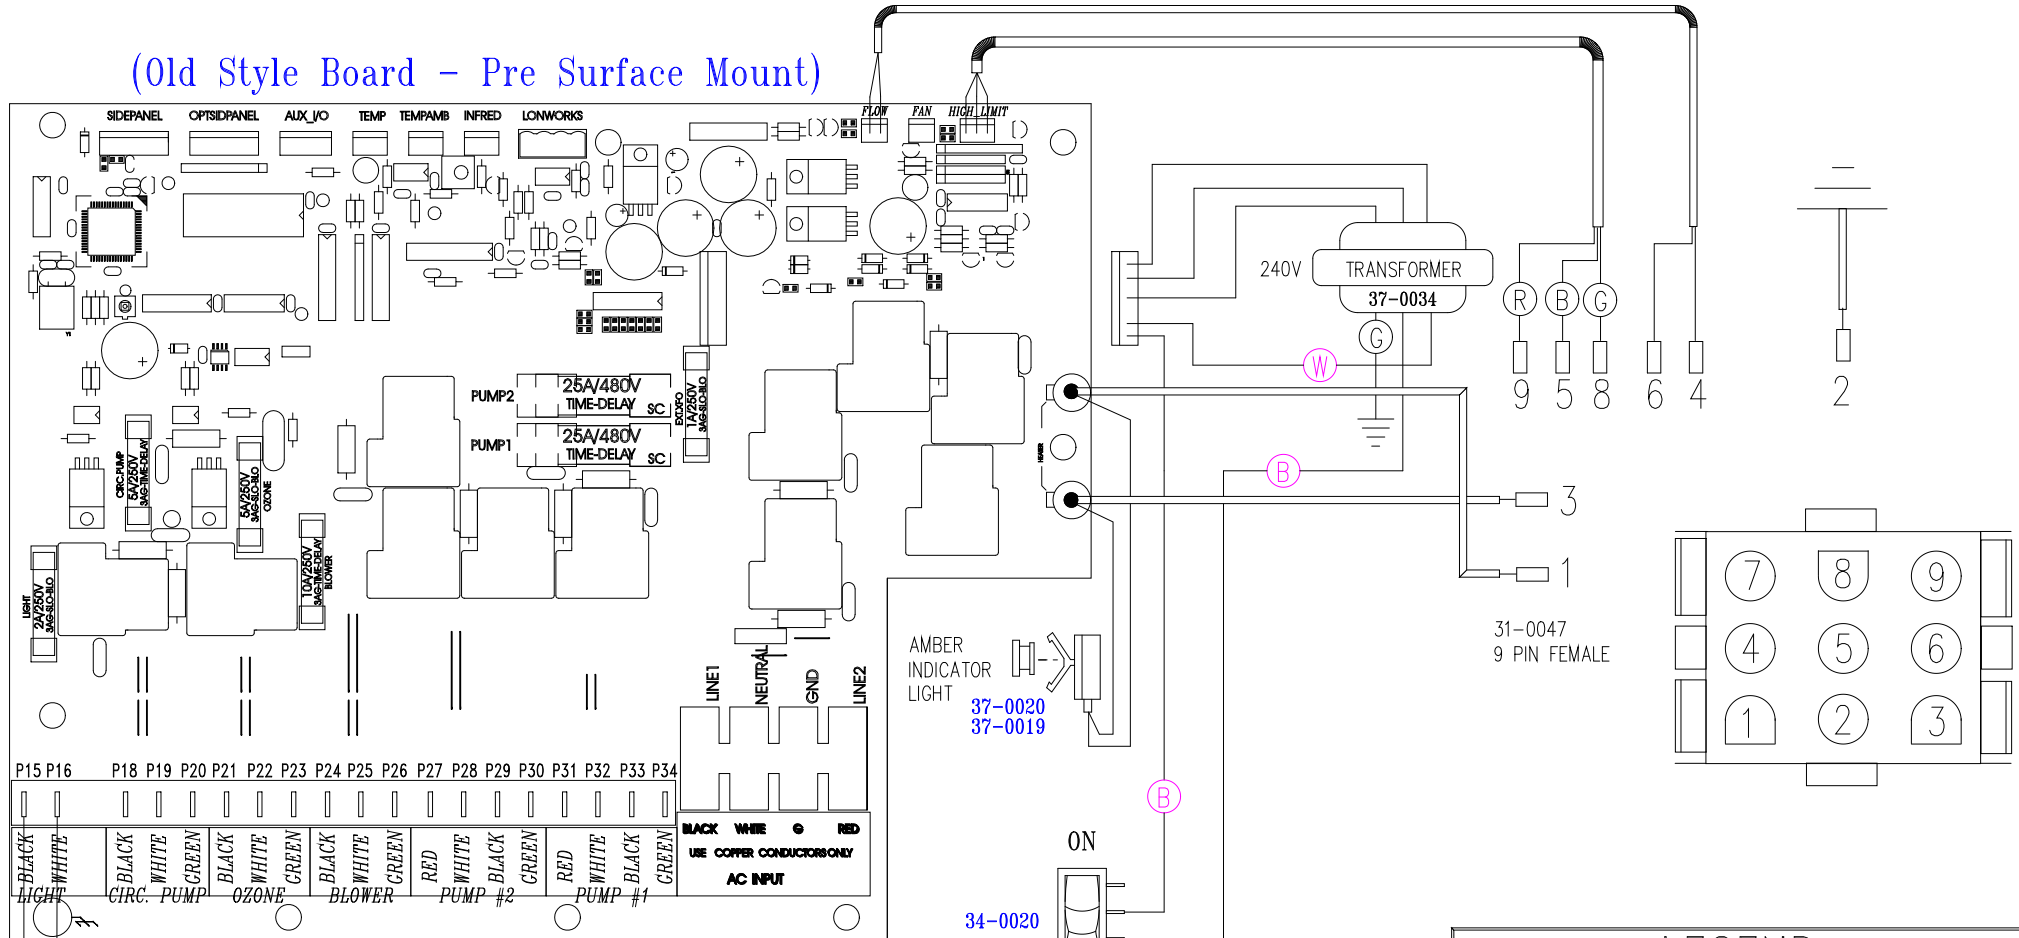 (Old Style Board - Pre Surface Mount)
SIDEPANEL OPTSIDPANEL AUX_I/O TEMP TEMPAMB INFRED LONWORKS FLOW FAN HIGH_LIMIT
240V TRANSFORMER
37-0034
R B G
G
W
9 5 8 6 4 2
Y1
PUMP2 25A/480V
TIME-DELAY SC
PUMP1 25A/480V
TIME-DELAY SC
EXTXFO
1A/250V
3AG-SLO-BLO
HEATER
B
CIRC.PUMP
5A/250V
3AG-TIME-DELAY
5A/250V
3AG-SLO-BLO
OZONE
10A/250V
3AG-TIME-DELAY
BLOWER
LIGHT
2A/250V
3AG-SLO-BLO
3
1
7 8 9
4 5 6
1 2 3
31-0047
9 PIN FEMALE
AMBER
INDICATOR
LIGHT
37-0020
37-0019
LINE1 NEUTRAL GND LINE2
P15 P16 P18 P19 P20 P21 P22 P23 P24 P25 P26 P27 P28 P29 P30 P31 P32 P33 P34
B
BLACK WHITE BLACK WHITE GREEN BLACK WHITE GREEN BLACK WHITE GREEN RED WHITE BLACK GREEN RED WHITE BLACK GREEN
LIGHT CIRC. PUMP OZONE BLOWER PUMP #2 PUMP #1
BLACK WHITE G RED
USE COPPER CONDUCTORS ONLY
AC INPUT
ON
34-0020
LEGEND